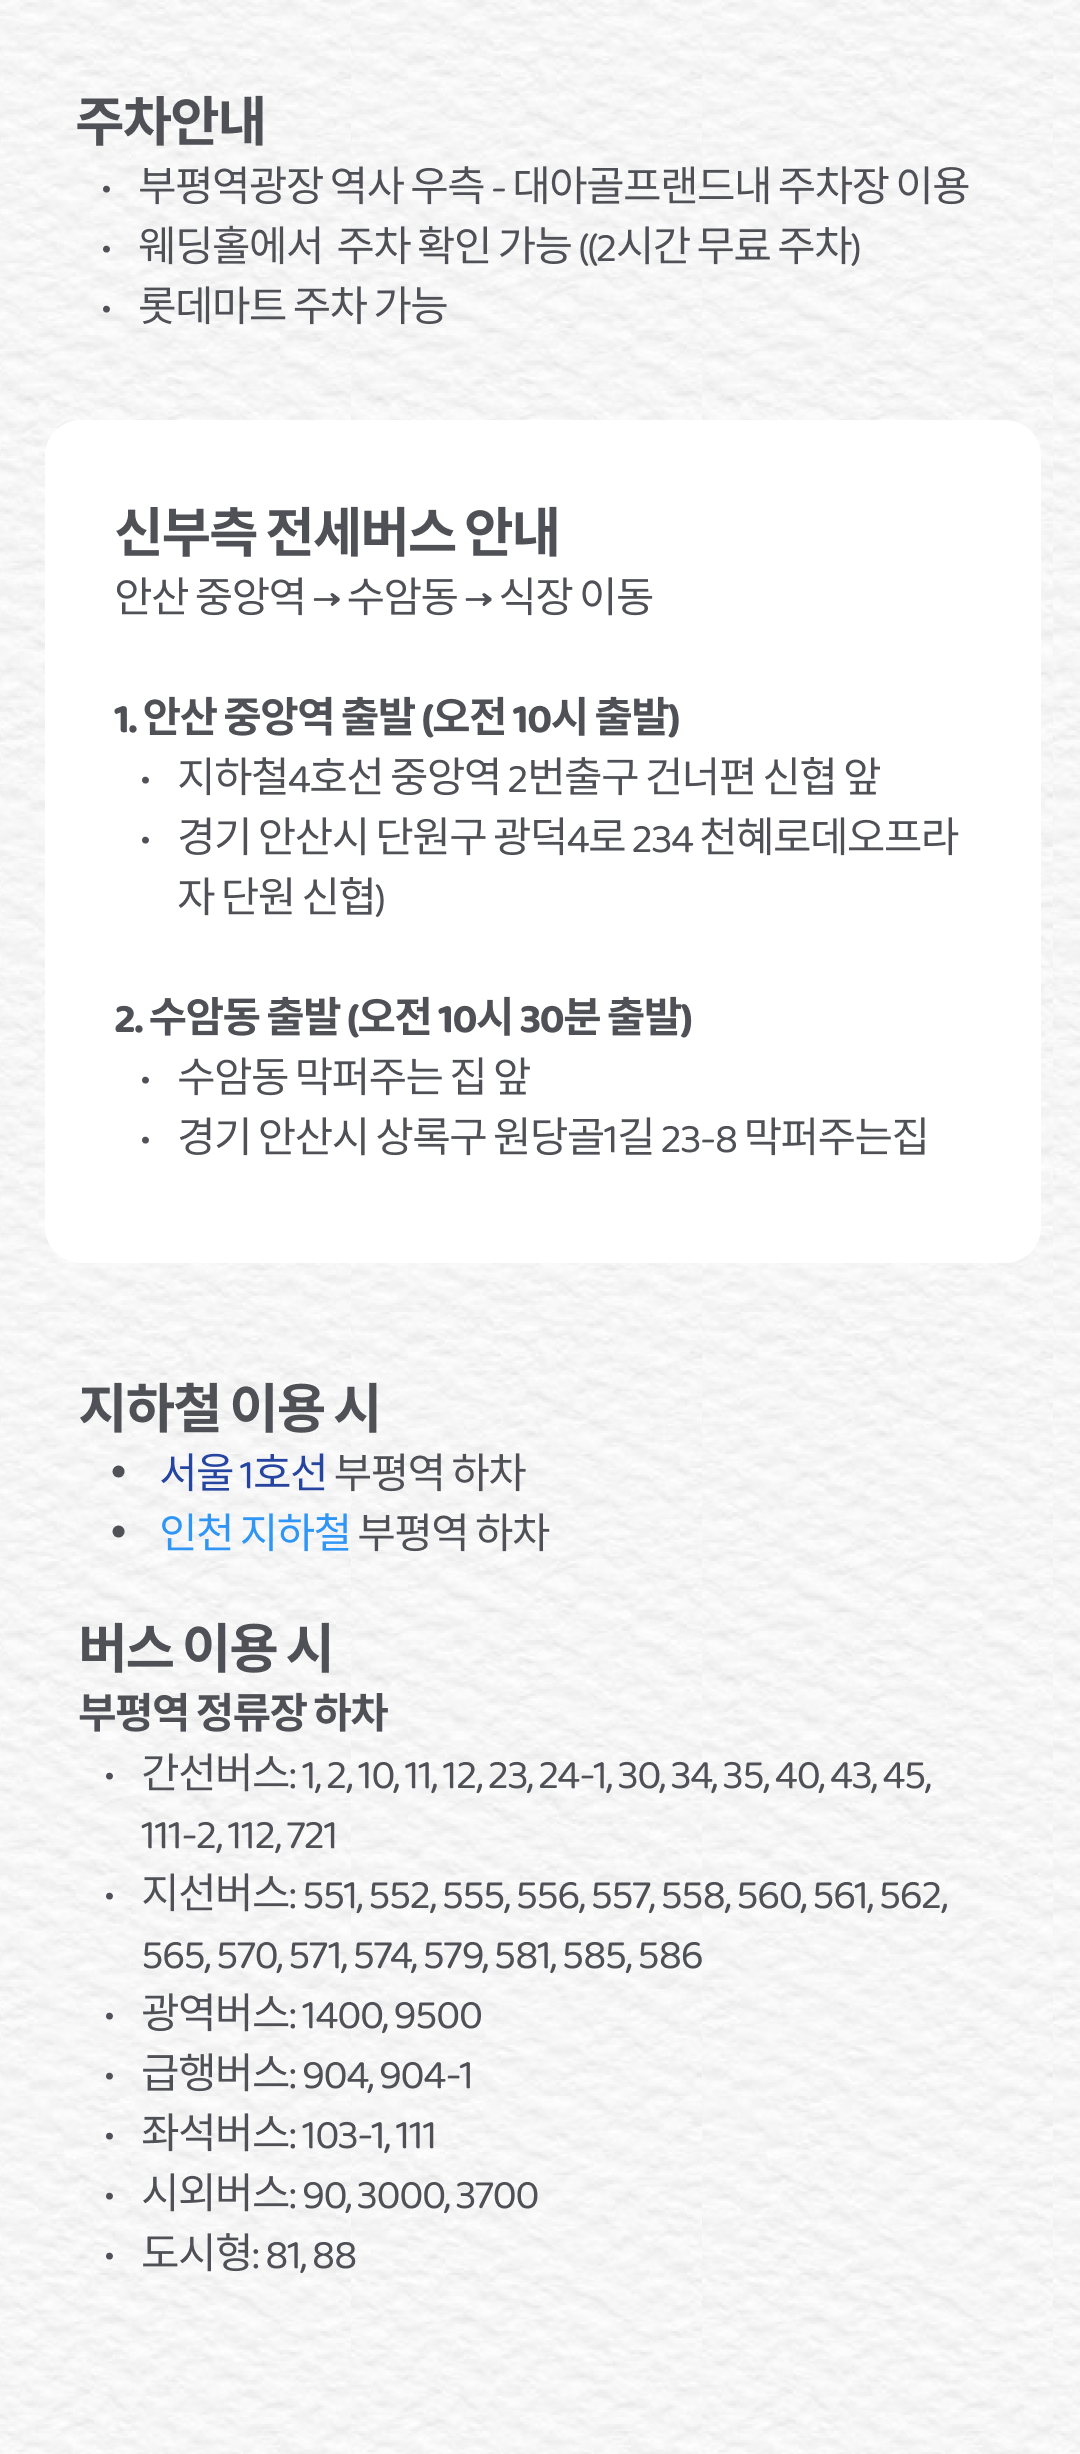 주차안내
• 부평역광장 역사 우측 - 대아골프랜드내 주차장 이용
• 웨딩홀에서 주차 확인 가능 ((2시간 무료 주차)
• 롯데마트 주차 가능
신부측 전세버스 안내
안산 중앙역 → 수암동 → 식장 이동
1. 안산 중앙역 출발 (오전 10시 출발)
• 지하철4호선 중앙역 2번출구 건너편 신협 앞
• 경기 안산시 단원구 광덕4로 234 천혜로데오프라
자 단원 신협)
2. 수암동 출발 (오전 10시 30분 출발)
• 수암동 막퍼주는 집 앞
• 경기 안산시 상록구 원당골1길 23-8 막퍼주는집
지하철 이용 시
• 서울 1호선 부평역 하차
• 인천 지하철 부평역 하차
버스 이용 시
부평역 정류장 하차
• 간선버스: 1, 2, 10, 11, 12, 23, 24-1, 30, 34, 35, 40, 43, 45,
111-2, 112, 721
• 지선버스: 551, 552, 555, 556, 557, 558, 560, 561, 562,
565, 570, 571, 574, 579, 581, 585, 586
• 광역버스: 1400, 9500
• 급행버스: 904, 904-1
• 좌석버스: 103-1, 111
• 시외버스: 90, 3000, 3700
• 도시형: 81, 88